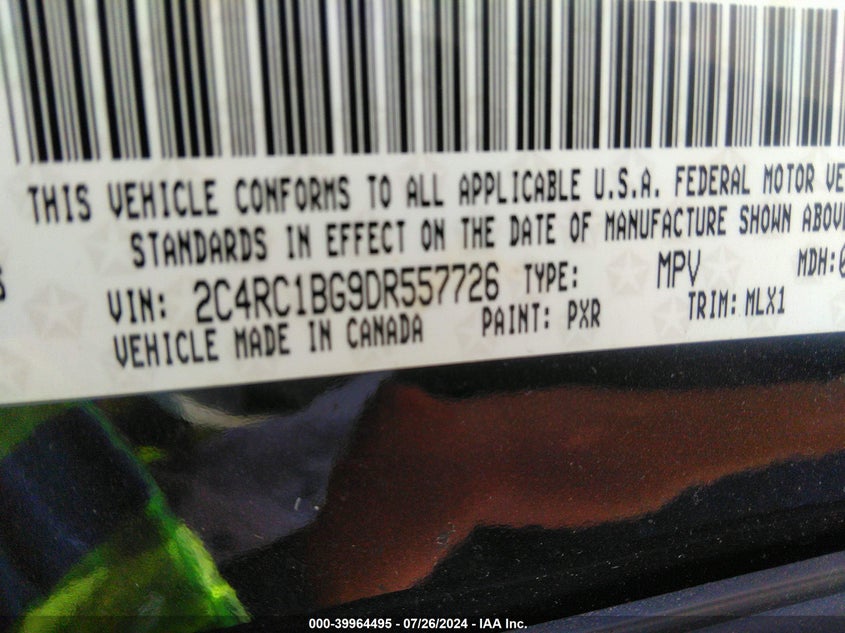 THIS VEHICLE CONFORMS TO ALL APPLICABLE U.S.A. FEDERAL MOTOR VE
STANDARDS IN EFFECT ON THE DATE OF MANUFACTURE SHOWN ABOV
VIN: 2C4RC1BG9DR557726 TYPE: MPV MDH:0
VEHICLE MADE IN CANADA PAINT: PXR TRIM: MLX1
000-39964495 - 07/26/2024 - IAA Inc.